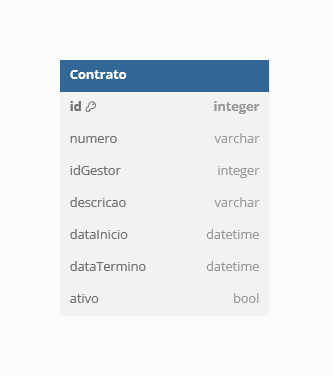 Contrato
id integer
numero varchar
idGestor integer
descricao varchar
dataInicio datetime
dataTermino datetime
ativo bool